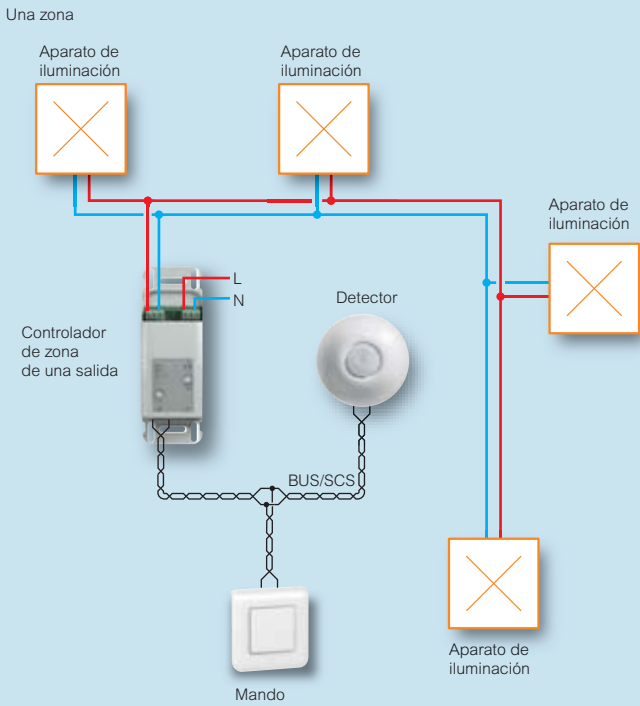 Una zona
Aparato de
iluminación
Aparato de
iluminación
Aparato de
iluminación
L
N
Detector
Controlador
de zona
de una salida
BUS/SCS
Aparato de
iluminación
Mando